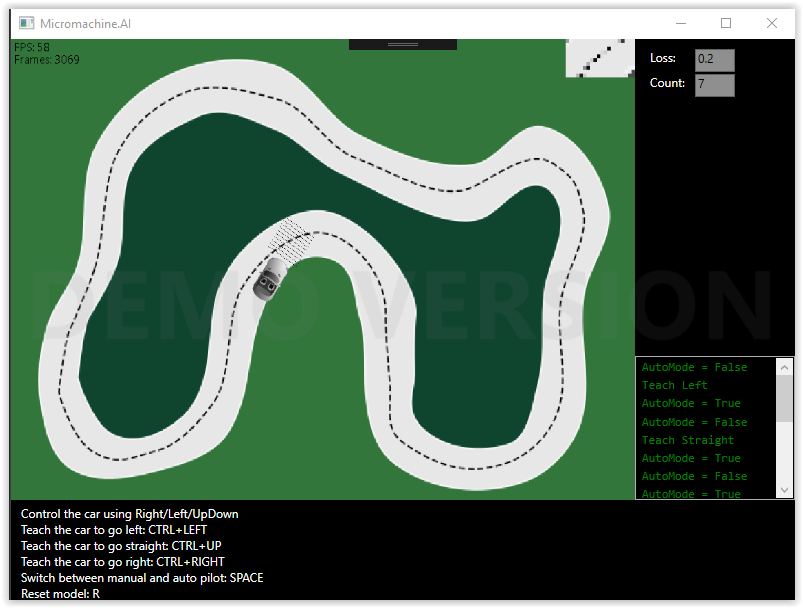 Micromachine.AI
FPS: 58
Frames: 3069
Loss: 0.2
Count: 7
DEMO VERSION
AutoMode = False
Teach Left
AutoMode = True
AutoMode = False
Teach Straight
AutoMode = True
AutoMode = False
AutoMode = True
Control the car using Right/Left/UpDown
Teach the car to go left: CTRL+LEFT
Teach the car to go straight: CTRL+UP
Teach the car to go right: CTRL+RIGHT
Switch between manual and auto pilot: SPACE
Reset model: R